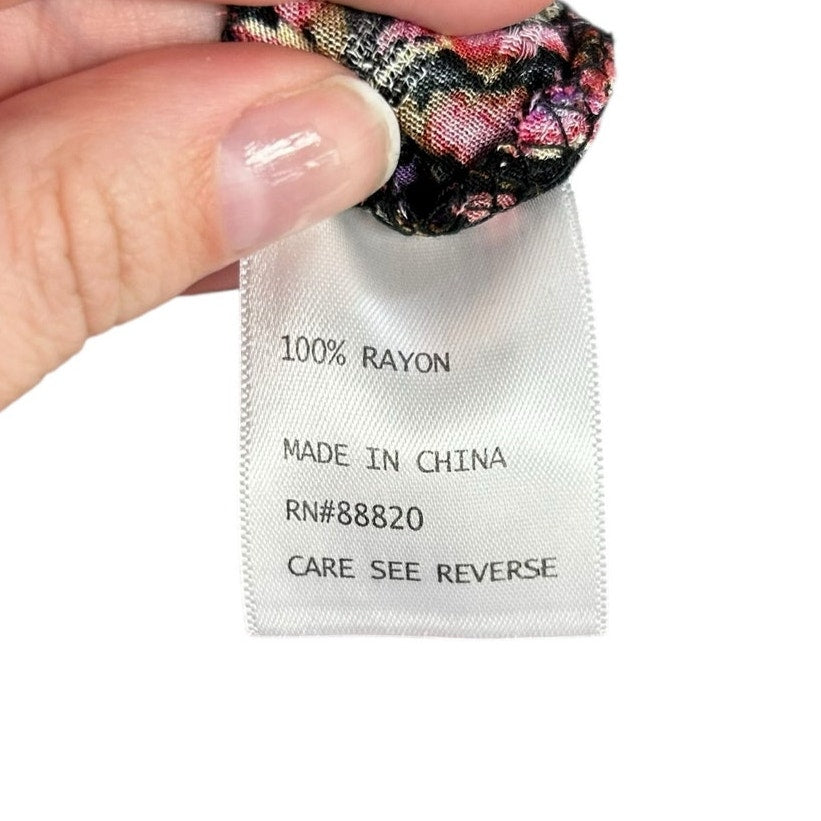 100% RAYON
MADE IN CHINA
RN#88820
CARE SEE REVERSE